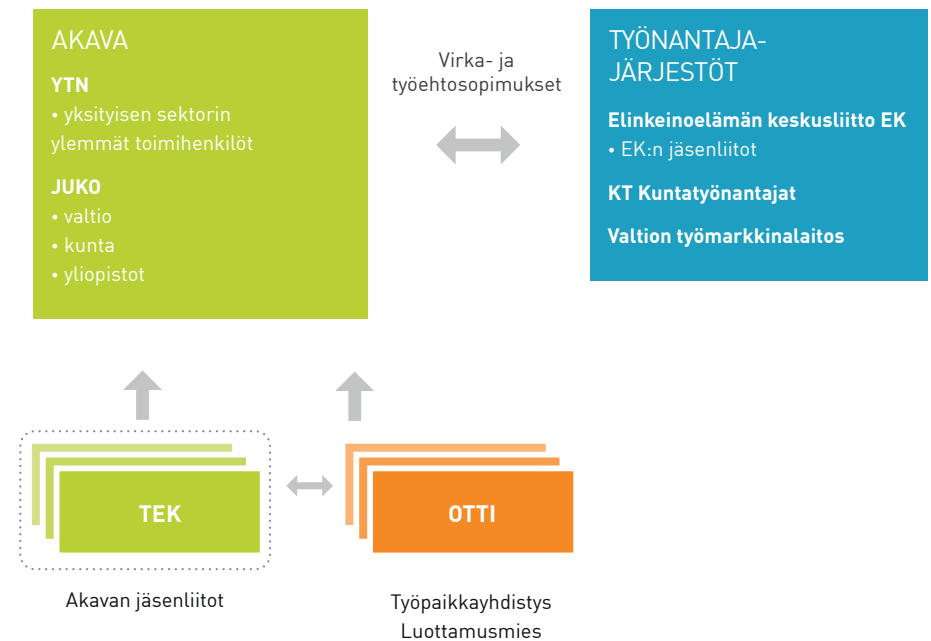 AKAVA
YTN
• yksityisen sektorin
ylemmät toimihenkilöt
JUKO
• valtio
• kunta
• yliopistot
Virka- ja
työehtosopimukset
TYÖNANTAJA-
JÄRJESTÖT
Elinkeinoelämän keskusliitto EK
• EK:n jäsenliitot
KT Kuntatyönantajat
Valtion työmarkkinalaitos
TEK
OTTI
Akavan jäsenliitot
Työpaikkayhdistys
Luottamusmies